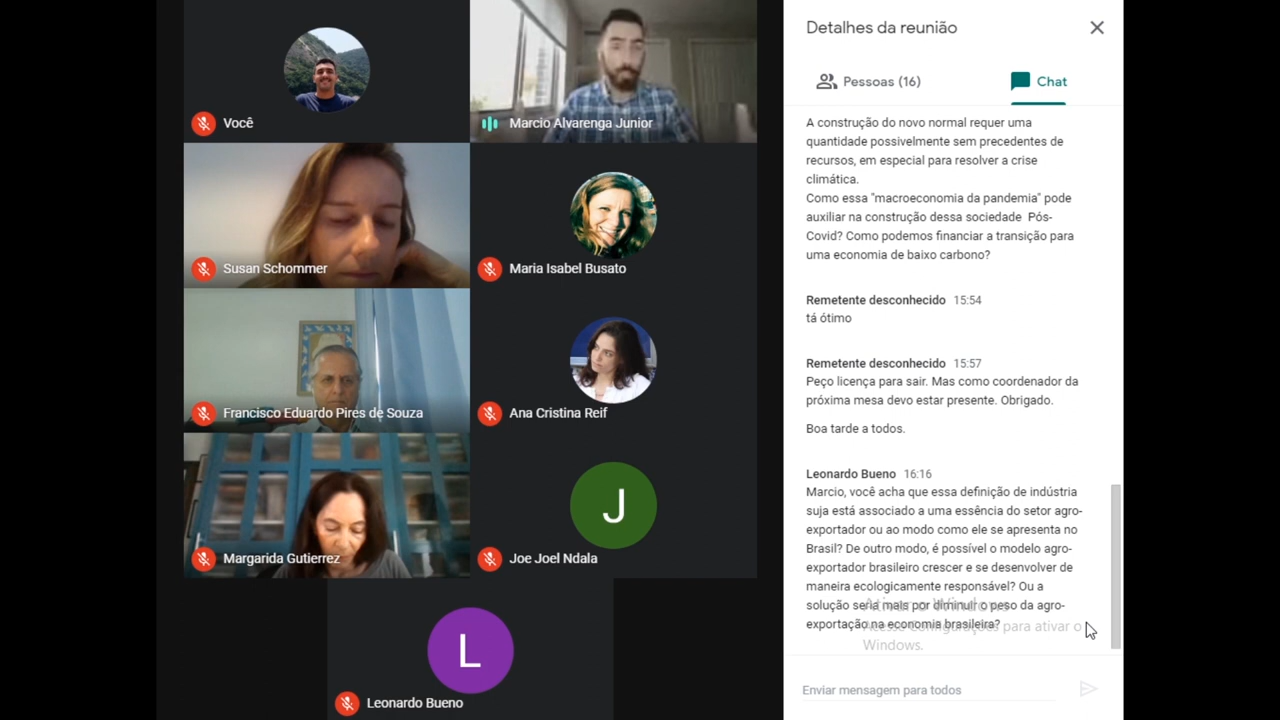 Você
Marcio Alvarenga Junior
Susan Schommer
Maria Isabel Busato
Francisco Eduardo Pires de Souza
Ana Cristina Reif
Margarida Gutierrez
J
Joe Joel Ndala
L
Leonardo Bueno
Detalhes da reunião
Pessoas (16)
Chat
A construção do novo normal requer uma
quantidade possivelmente sem precedentes de
recursos, em especial para resolver a crise
climática.
Como essa "macroeconomia da pandemia" pode
auxiliar na construção dessa sociedade Pós-
Covid? Como podemos financiar a transição para
uma economia de baixo carbono?
Remetente desconhecido 15:54
tá ótimo
Remetente desconhecido 15:57
Peço licença para sair. Mas como coordenador da
próxima mesa devo estar presente. Obrigado.
Boa tarde a todos.
Leonardo Bueno 16:16
Marcio, você acha que essa definição de indústria
suja está associado a uma essência do setor agro-
exportador ou ao modo como ele se apresenta no
Brasil? De outro modo, é possível o modelo agro-
exportador brasileiro crescer e se desenvolver de
maneira ecologicamente responsável? Ou a
solução seria mais por diminuir o peso da agro-
exportação na economia brasileira?
Ativar o Windows
Acesse Configurações para ativar o
Windows.
Enviar mensagem para todos